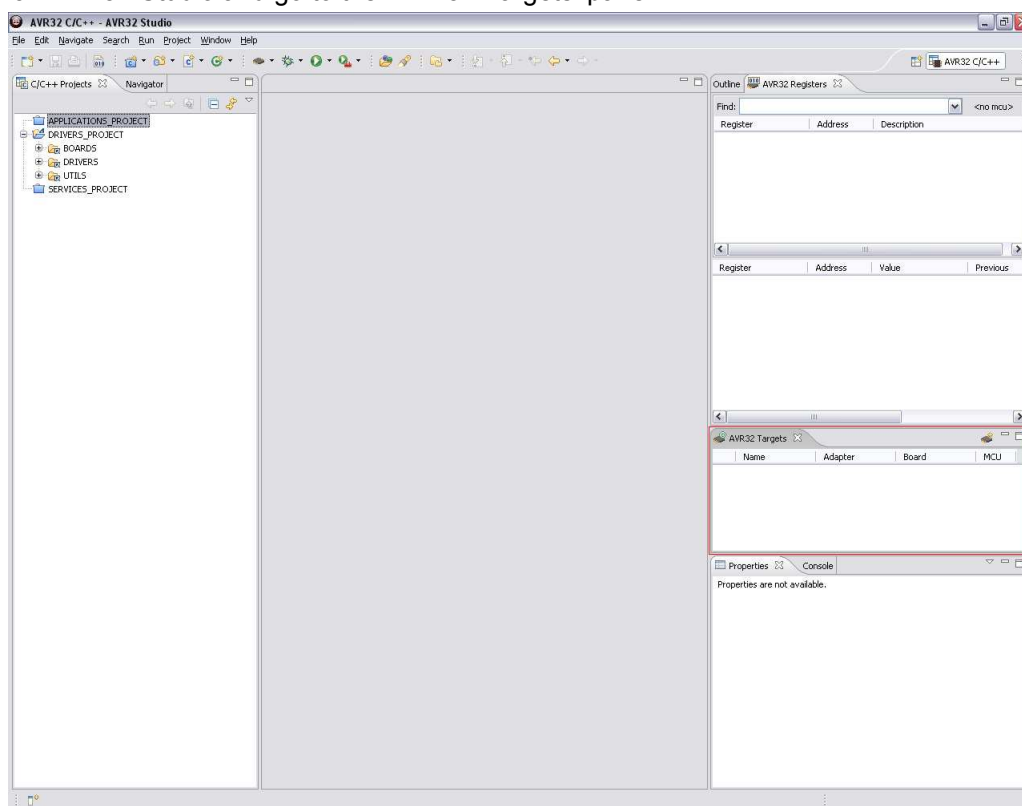 AVR32 C/C++ - AVR32 Studio
File Edit Navigate Search Run Project Window Help
AVR32 C/C++
C/C++ Projects Navigator
Outline AVR32 Registers
Find: <no mcu>
Register Address Description
APPLICATIONS_PROJECT
DRIVERS_PROJECT
BOARDS
DRIVERS
UTILS
SERVICES_PROJECT
Register Address Value Previous
AVR32 Targets
Name Adapter Board MCU
Properties Console
Properties are not available.